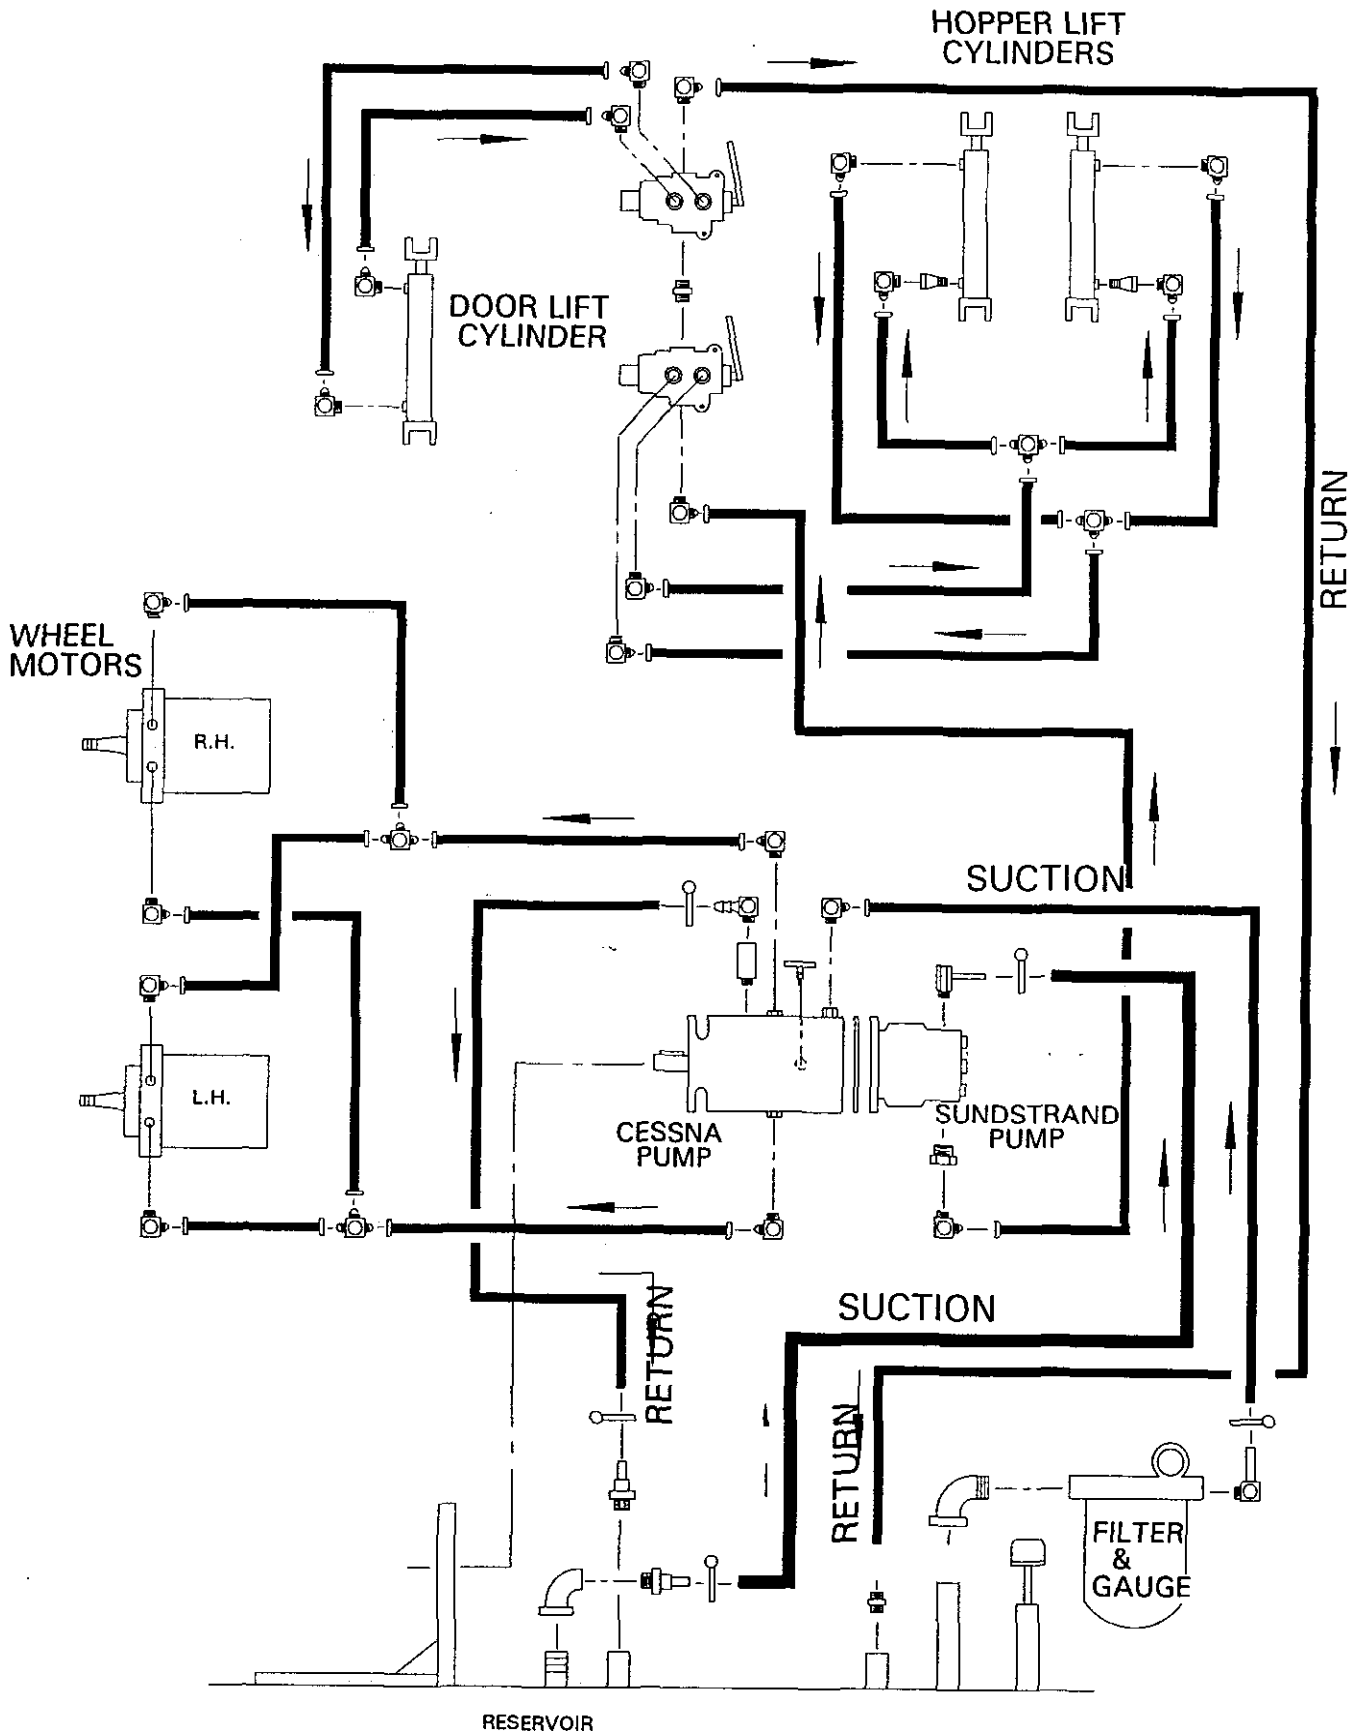 HOPPER LIFT
CYLINDERS
DOOR LIFT
CYLINDER
RETURN
WHEEL
MOTORS
R.H.
SUCTION
L.H.
CESSNA
PUMP
SUNDSTRAND
PUMP
SUCTION
RETURN
RETURN
FILTER
&
GAUGE
RESERVOIR